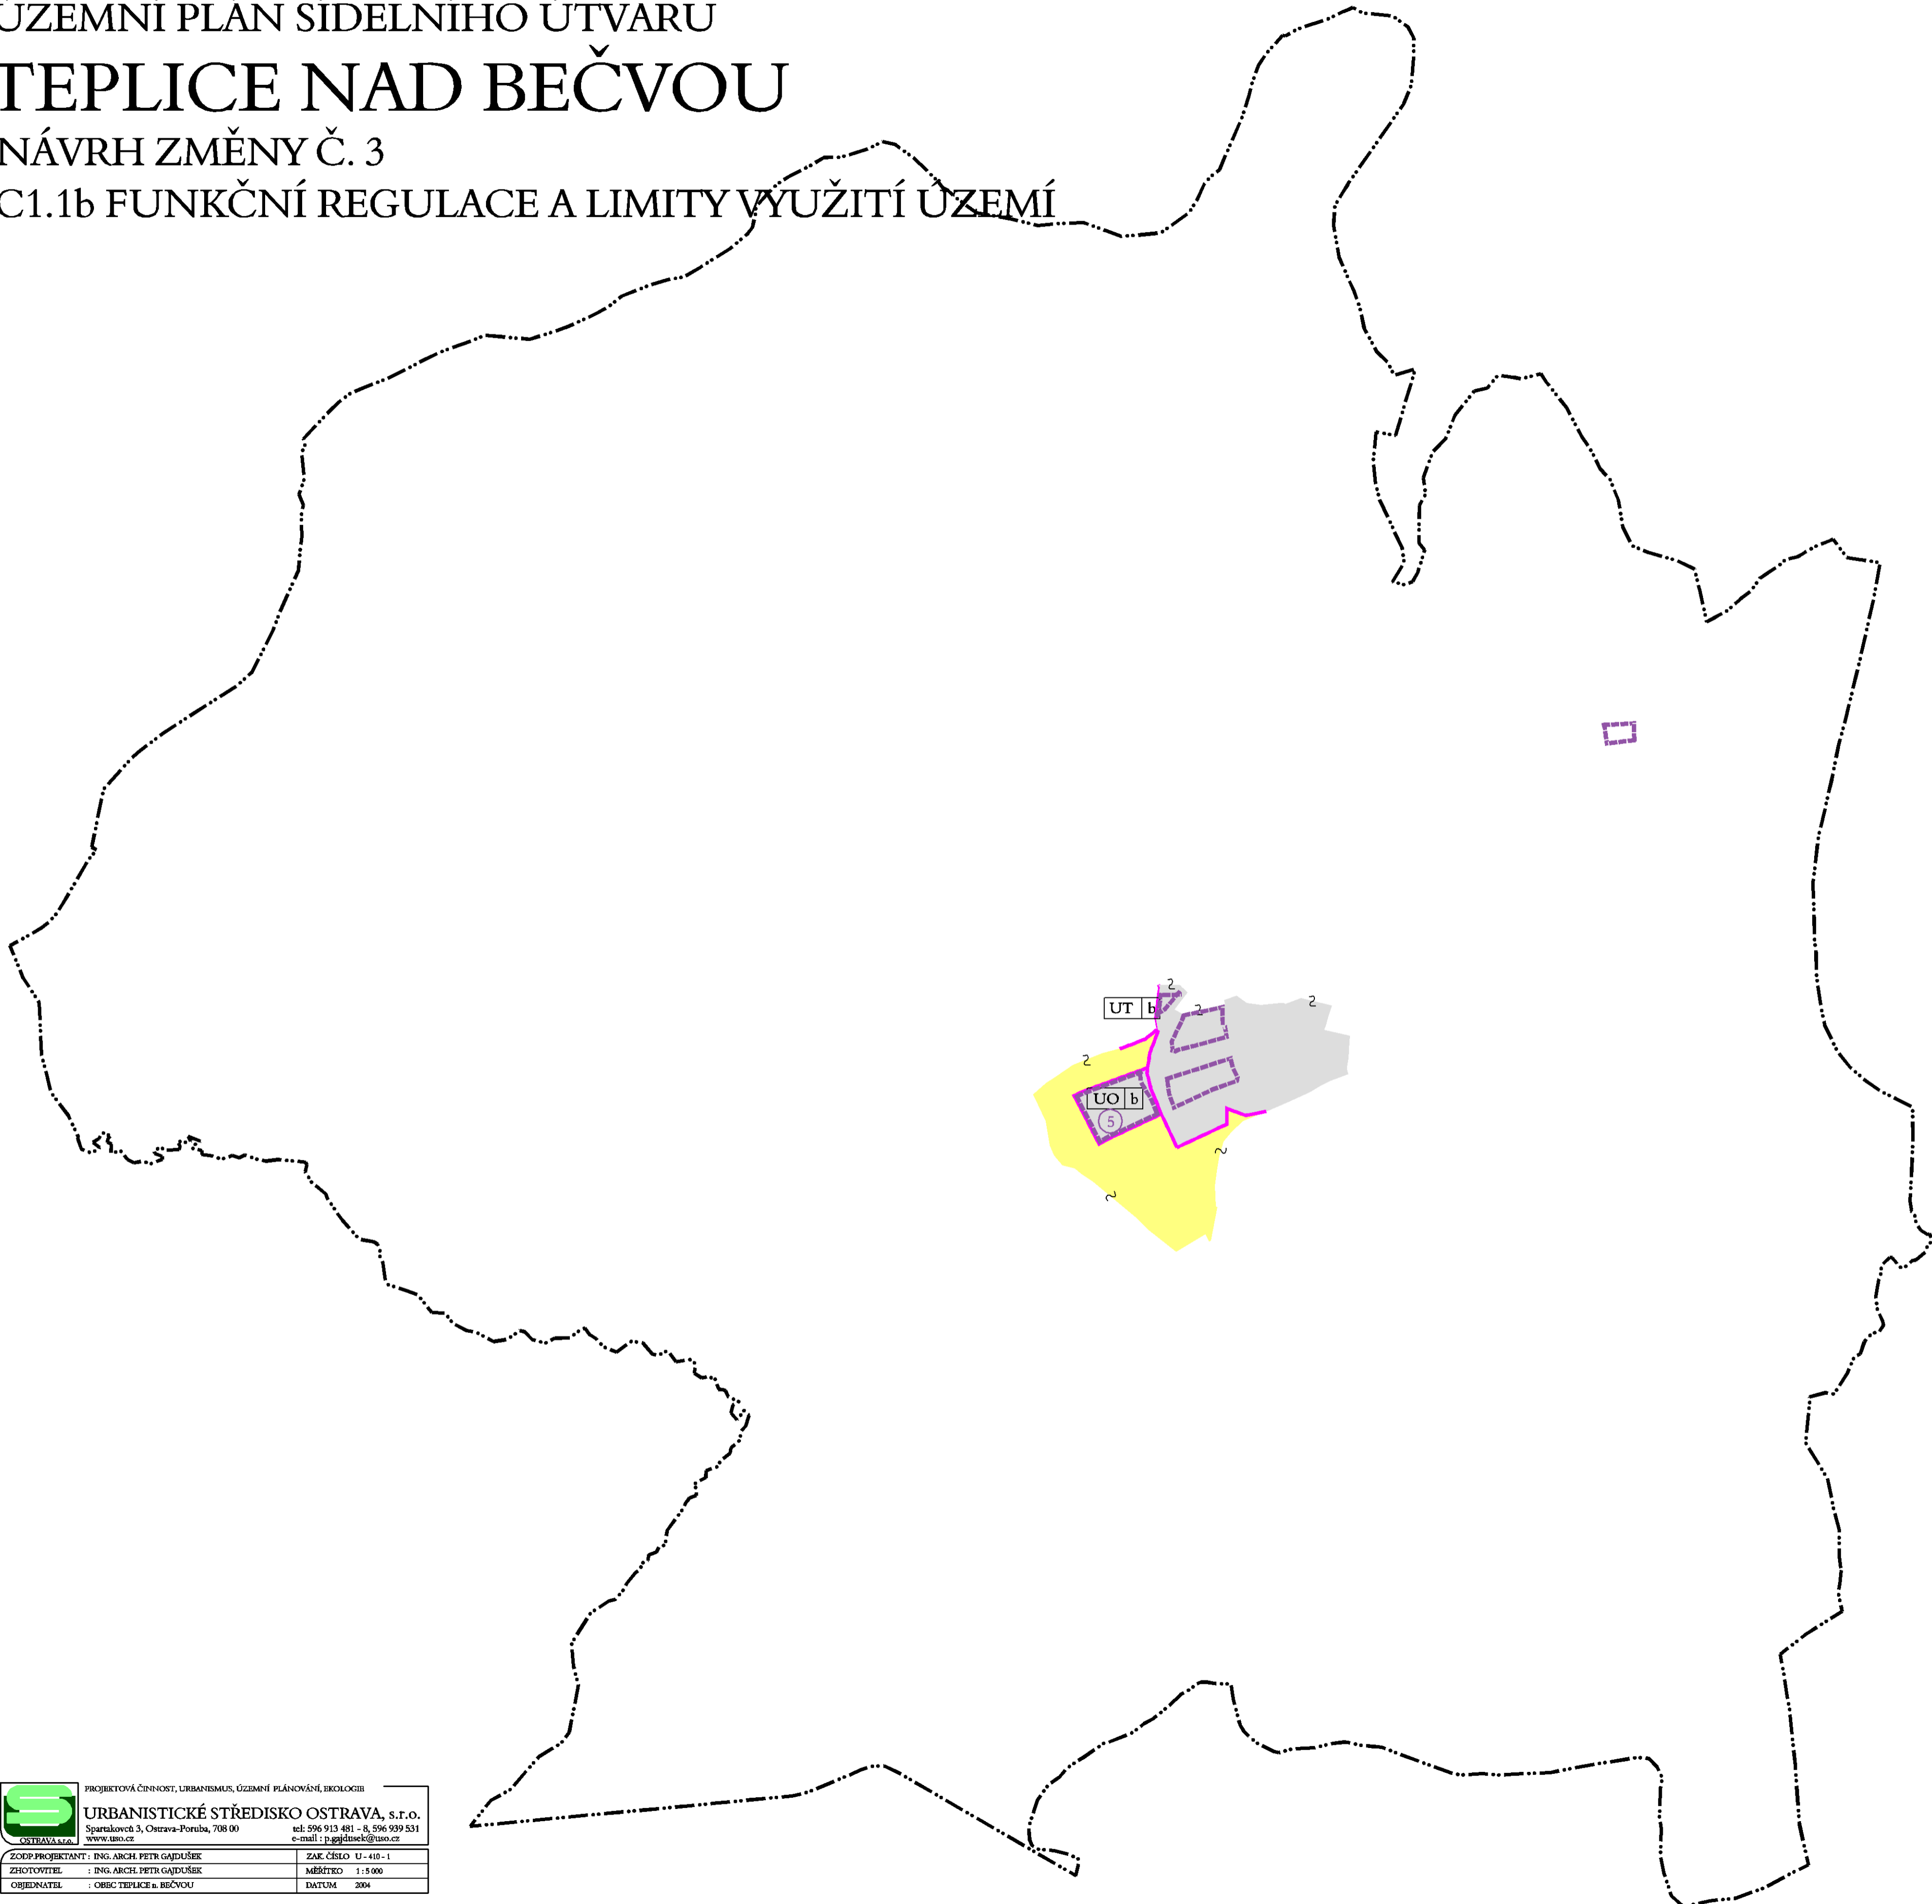 ÚZEMNÍ PLÁN SÍDELNÍHO ÚTVARU
TEPLICE NAD BEČVOU
NÁVRH ZMĚNY Č. 3
C1.1b FUNKČNÍ REGULACE A LIMITY VYUŽITÍ ÚZEMÍ
UT b
UO b
5
PROJEKTOVÁ ČINNOST, URBANISMUS, ÚZEMNÍ PLÁNOVÁNÍ, EKOLOGIE
URBANISTICKÉ STŘEDISKO OSTRAVA, s.r.o.
Spartakovců 3, Ostrava-Poruba, 708 00 tel: 596 913 481 - 8, 596 939 531
www.uso.cz e-mail : p.gajdusek@uso.cz
OSTRAVA s.r.o.
ZODP.PROJEKTANT : ING. ARCH. PETR GAJDUŠEK ZAK. ČÍSLO U - 410 - 1
ZHOTOVITEL : ING. ARCH. PETR GAJDUŠEK MĚŘÍTKO 1 : 5 000
OBJEDNATEL : OBEC TEPLICE n. BEČVOU DATUM 2004